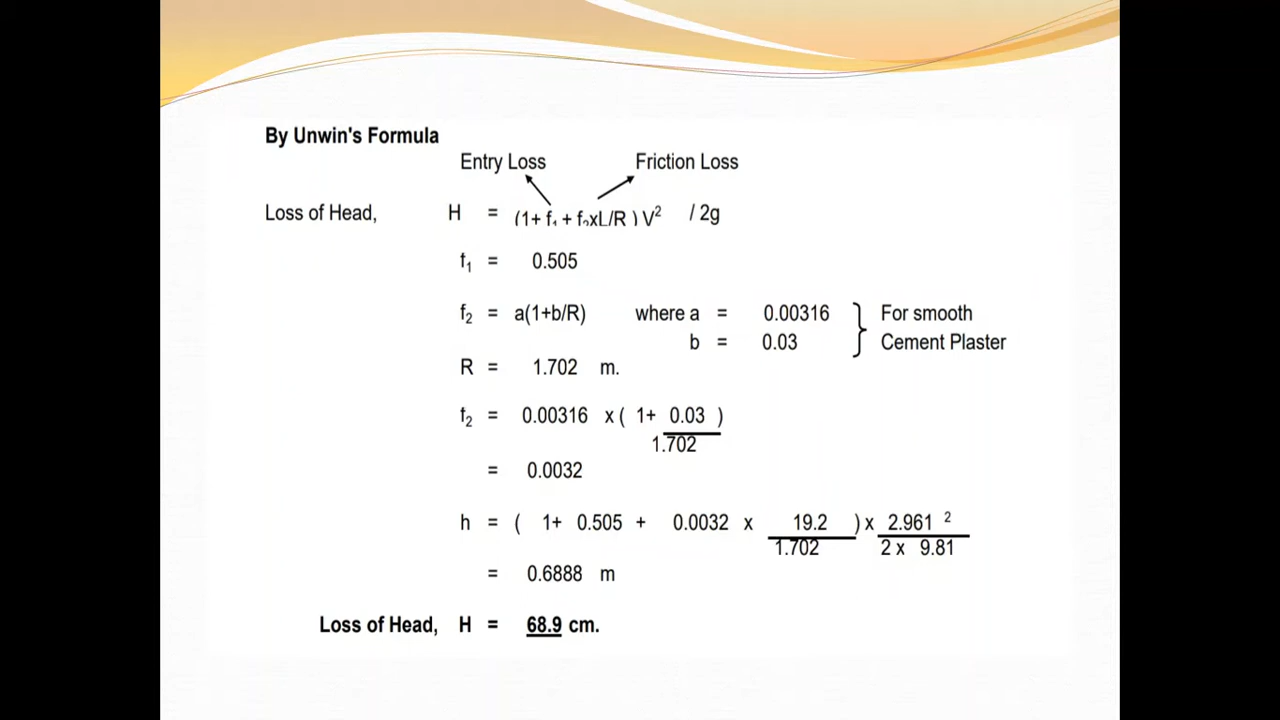 By Unwin's Formula
Entry Loss Friction Loss
Loss of Head, H = (1+ f₁ + f₂xL/R ) V² / 2g
f₁ = 0.505
f₂ = a(1+b/R) where a = 0.00316 } For smooth
b = 0.03 Cement Plaster
R = 1.702 m.
f₂ = 0.00316 x ( 1+ 0.03 )
1.702
= 0.0032
h = ( 1+ 0.505 + 0.0032 x 19.2 ) x 2.961 ²
1.702 2 x 9.81
= 0.6888 m
Loss of Head, H = 68.9 cm.